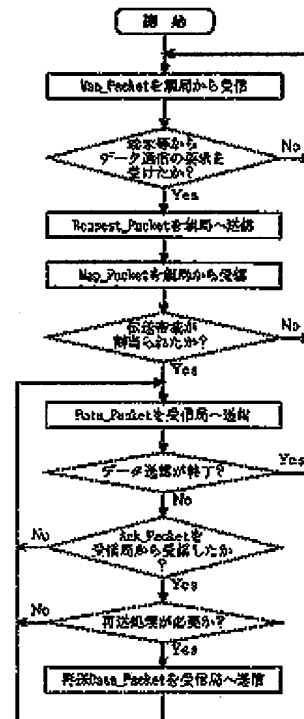 開 始
Map_Packetを親局から受信
端末等から
データ送信の要求を
受けたか?
No
Yes
Request_Packetを親局へ送信
Map_Packetを親局から受信
伝送帯域が
割当られたか?
No
Yes
Data_Packetを受信局へ送信
データ送信が終了?
Yes
No
Ack_Packetを
受信局から受信したか
?
No
Yes
再送処理が必要か?
No
Yes
再送Data_Packetを受信局へ送信